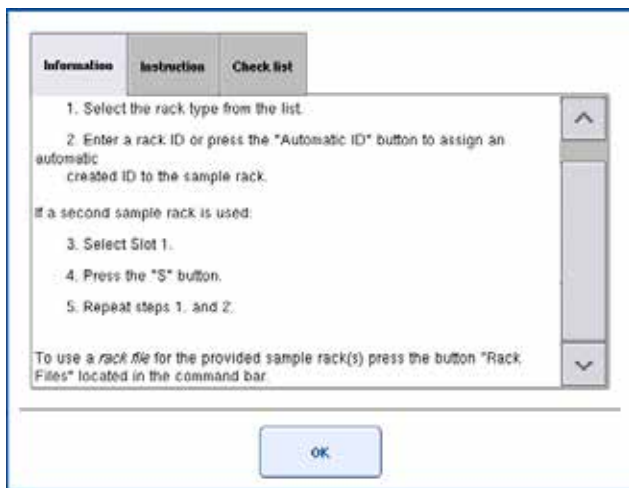 Information Instruction Check list
1. Select the rack type from the list.
2. Enter a rack ID or press the "Automatic ID" button to assign an
automatic
created ID to the sample rack.
If a second sample rack is used:
3. Select Slot 1.
4. Press the "S" button.
5. Repeat steps 1. and 2.
To use a rack file for the provided sample rack(s) press the button "Rack
Files" located in the command bar.
OK